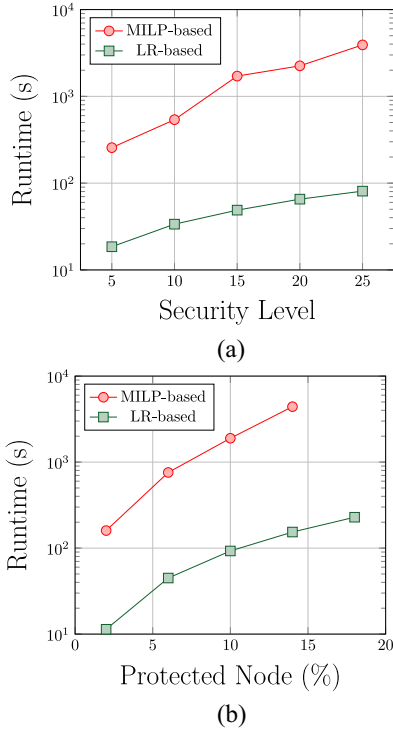 10^4
MILP-based
LR-based
10^3
Runtime (s)
10^2
10^1
5 10 15 20 25
Security Level
(a)
10^4
MILP-based
LR-based
10^3
Runtime (s)
10^2
10^1
0 5 10 15 20
Protected Node (%)
(b)